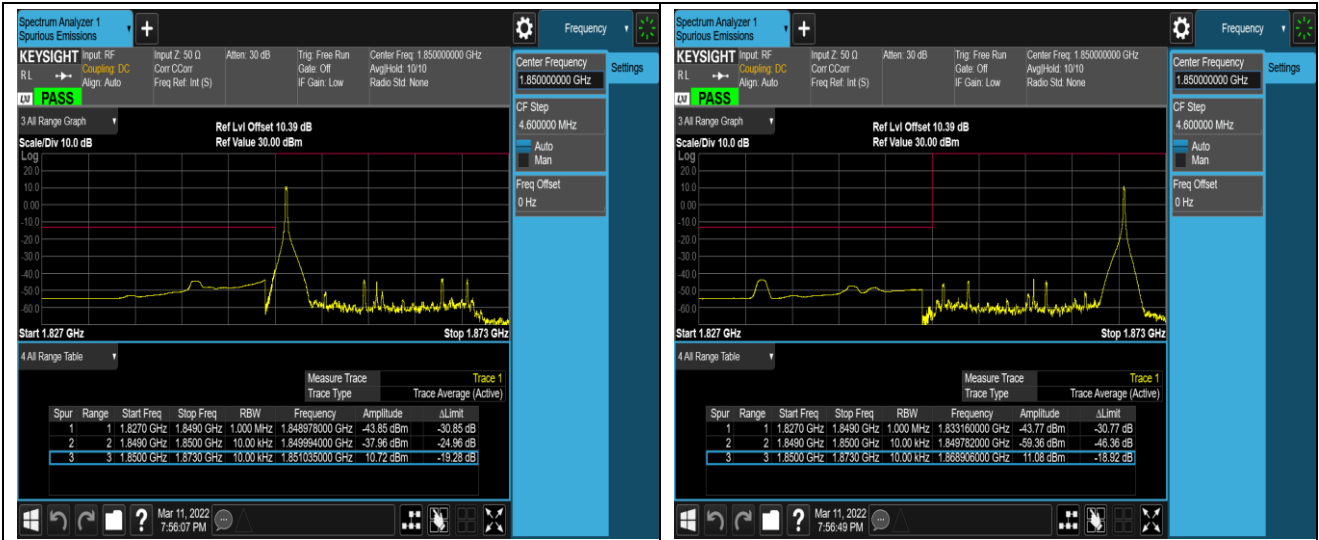 Spectrum Analyzer 1
Spurious Emissions
+
Frequency
KEYSIGHT Input: RF Input Z: 50 Ω Atten: 30 dB Trig: Free Run Center Freq: 1.850000000 GHz
RL Coupling: DC Corr CCorr Gate: Off Avg|Hold: 10/10
Align: Auto Freq Ref: Int (S) IF Gain: Low Radio Std: None
LXI PASS
Center Frequency
1.850000000 GHz
Settings
CF Step
4.600000 MHz
Auto
Man
Freq Offset
0 Hz
3 All Range Graph
Ref Lvl Offset 10.39 dB
Scale/Div 10.0 dB Ref Value 30.00 dBm
Log
20.0
10.0
0.00
-10.0
-20.0
-30.0
-40.0
-50.0
-60.0
Start 1.827 GHz Stop 1.873 GHz
4 All Range Table
Measure Trace Trace 1
Trace Type Trace Average (Active)
Spur Range Start Freq Stop Freq RBW Frequency Amplitude ΔLimit
1 1 1.8270 GHz 1.8490 GHz 1.000 MHz 1.848978000 GHz -43.85 dBm -30.85 dB
2 2 1.8490 GHz 1.8500 GHz 10.00 kHz 1.849994000 GHz -37.96 dBm -24.96 dB
3 3 1.8500 GHz 1.8730 GHz 10.00 kHz 1.851035000 GHz 10.72 dBm -19.28 dB
? Mar 11, 2022
7:56:07 PM
Spectrum Analyzer 1
Spurious Emissions
+
Frequency
KEYSIGHT Input: RF Input Z: 50 Ω Atten: 30 dB Trig: Free Run Center Freq: 1.850000000 GHz
RL Coupling: DC Corr CCorr Gate: Off Avg|Hold: 10/10
Align: Auto Freq Ref: Int (S) IF Gain: Low Radio Std: None
LXI PASS
Center Frequency
1.850000000 GHz
Settings
CF Step
4.600000 MHz
Auto
Man
Freq Offset
0 Hz
3 All Range Graph
Ref Lvl Offset 10.39 dB
Scale/Div 10.0 dB Ref Value 30.00 dBm
Log
20.0
10.0
0.00
-10.0
-20.0
-30.0
-40.0
-50.0
-60.0
Start 1.827 GHz Stop 1.873 GHz
4 All Range Table
Measure Trace Trace 1
Trace Type Trace Average (Active)
Spur Range Start Freq Stop Freq RBW Frequency Amplitude ΔLimit
1 1 1.8270 GHz 1.8490 GHz 1.000 MHz 1.833160000 GHz -43.77 dBm -30.77 dB
2 2 1.8490 GHz 1.8500 GHz 10.00 kHz 1.849782000 GHz -59.36 dBm -46.36 dB
3 3 1.8500 GHz 1.8730 GHz 10.00 kHz 1.868906000 GHz 11.08 dBm -18.92 dB
? Mar 11, 2022
7:56:49 PM